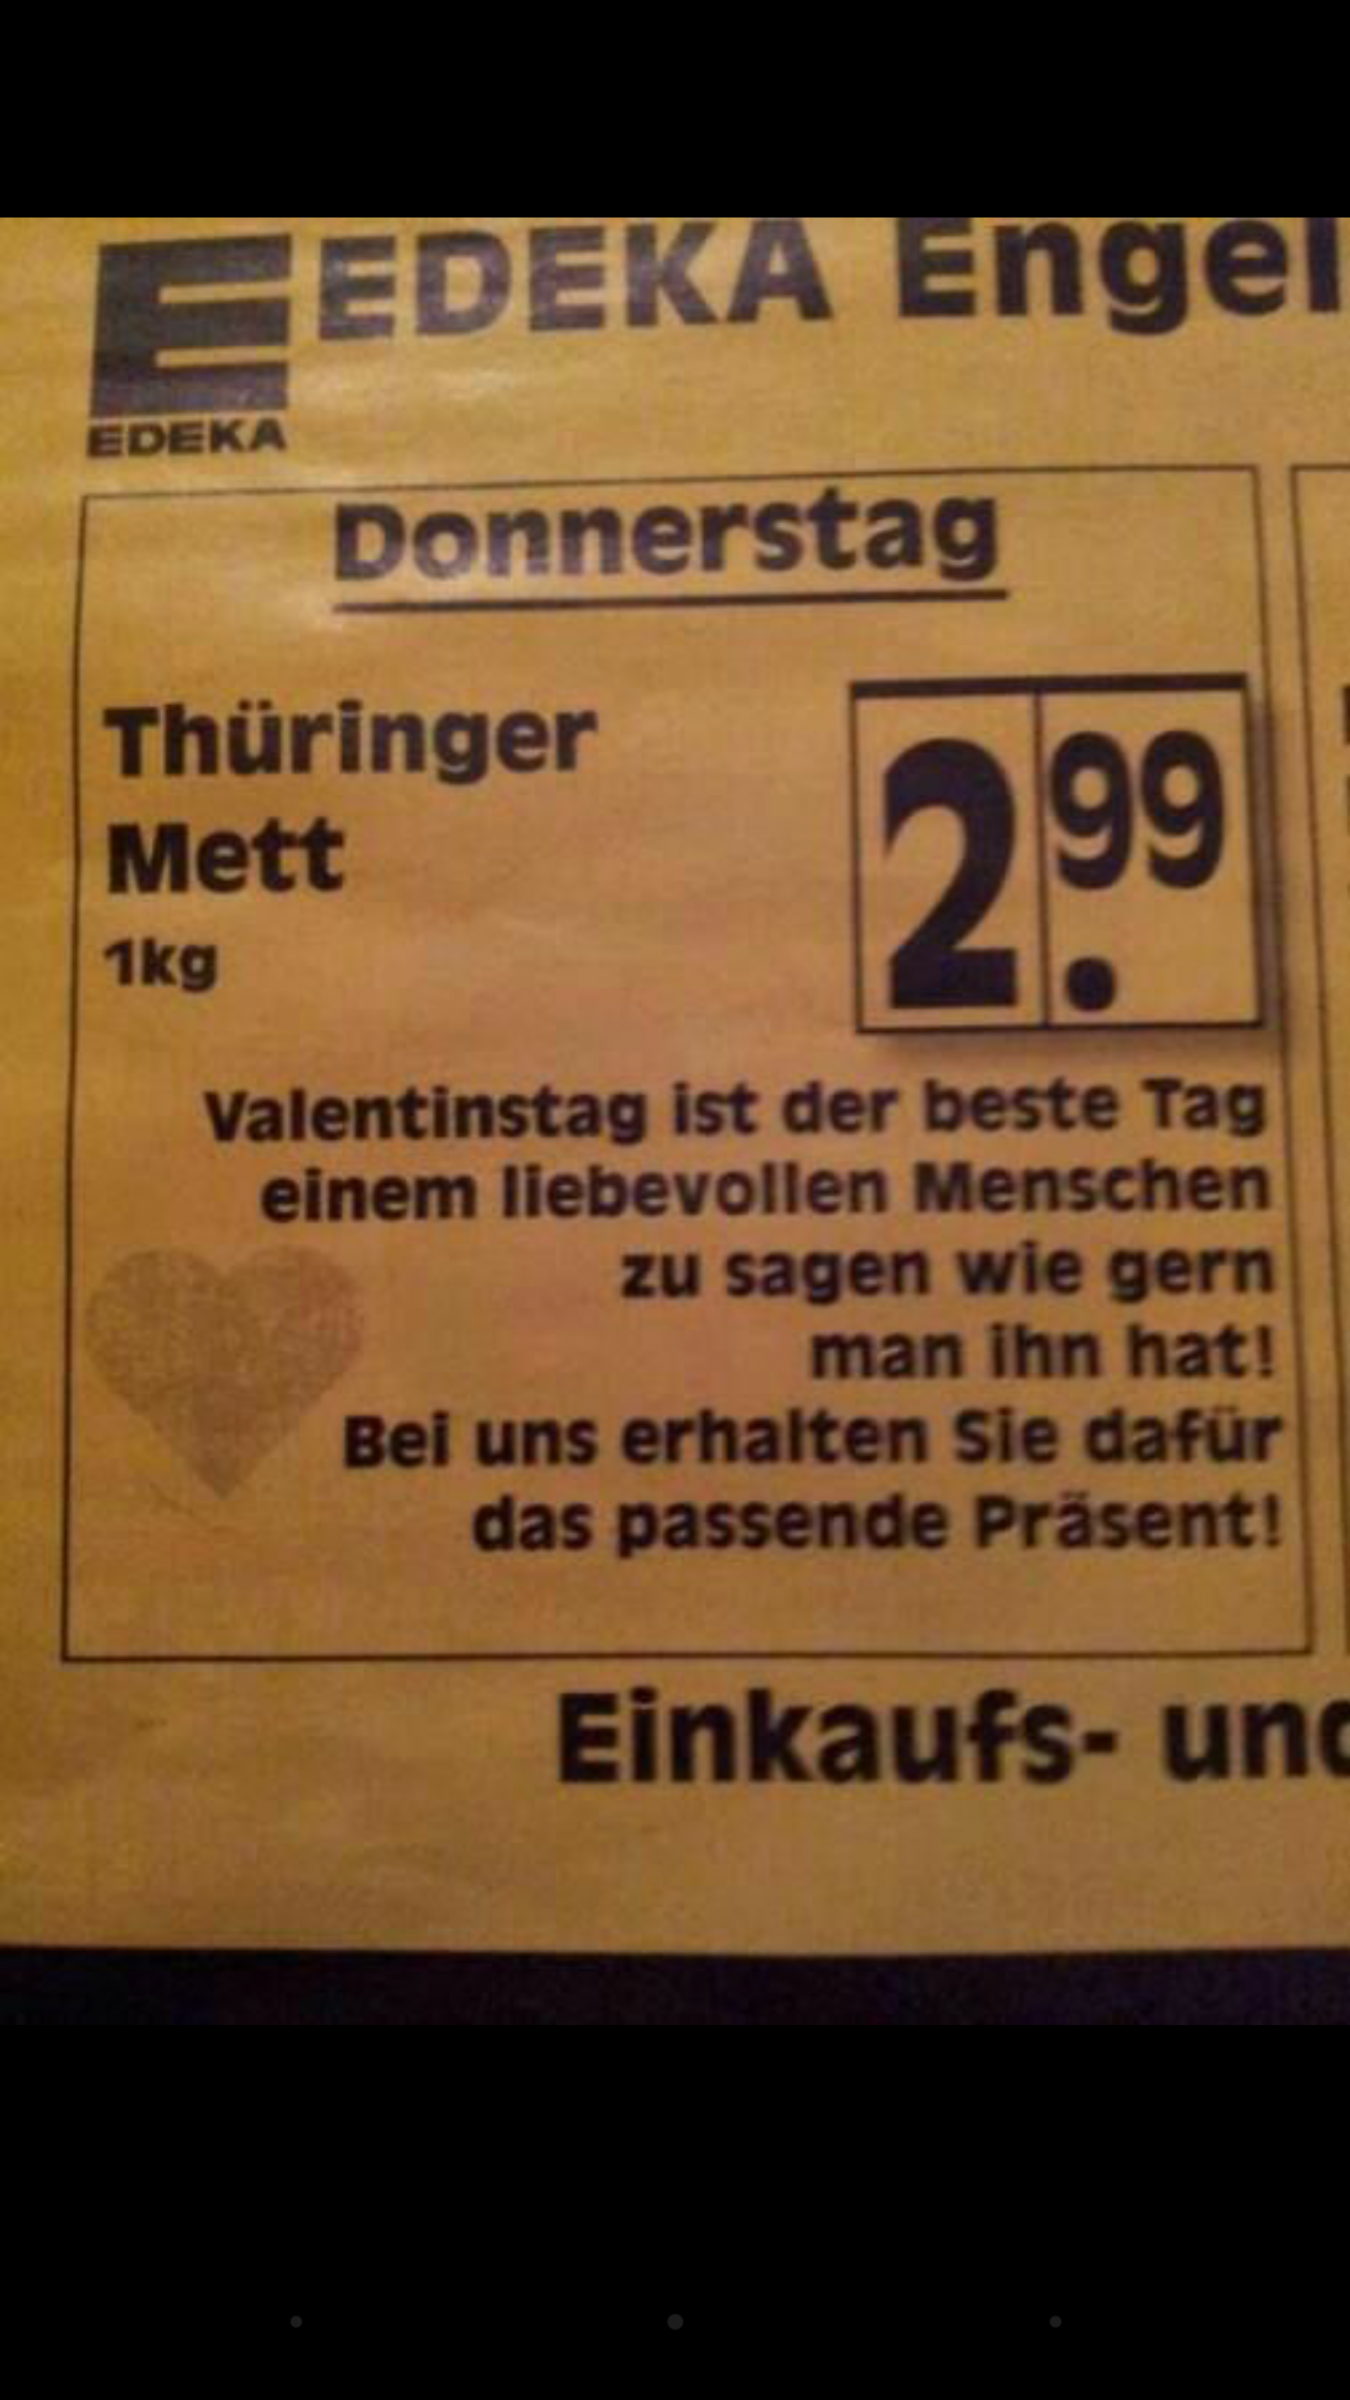 EDEKA Engel
EDEKA
Donnerstag
Thüringer
Mett
1kg
2.99
Valentinstag ist der beste Tag
einem liebevollen Menschen
zu sagen wie gern
man ihn hat!
Bei uns erhalten Sie dafür
das passende Präsent!
Einkaufs- und